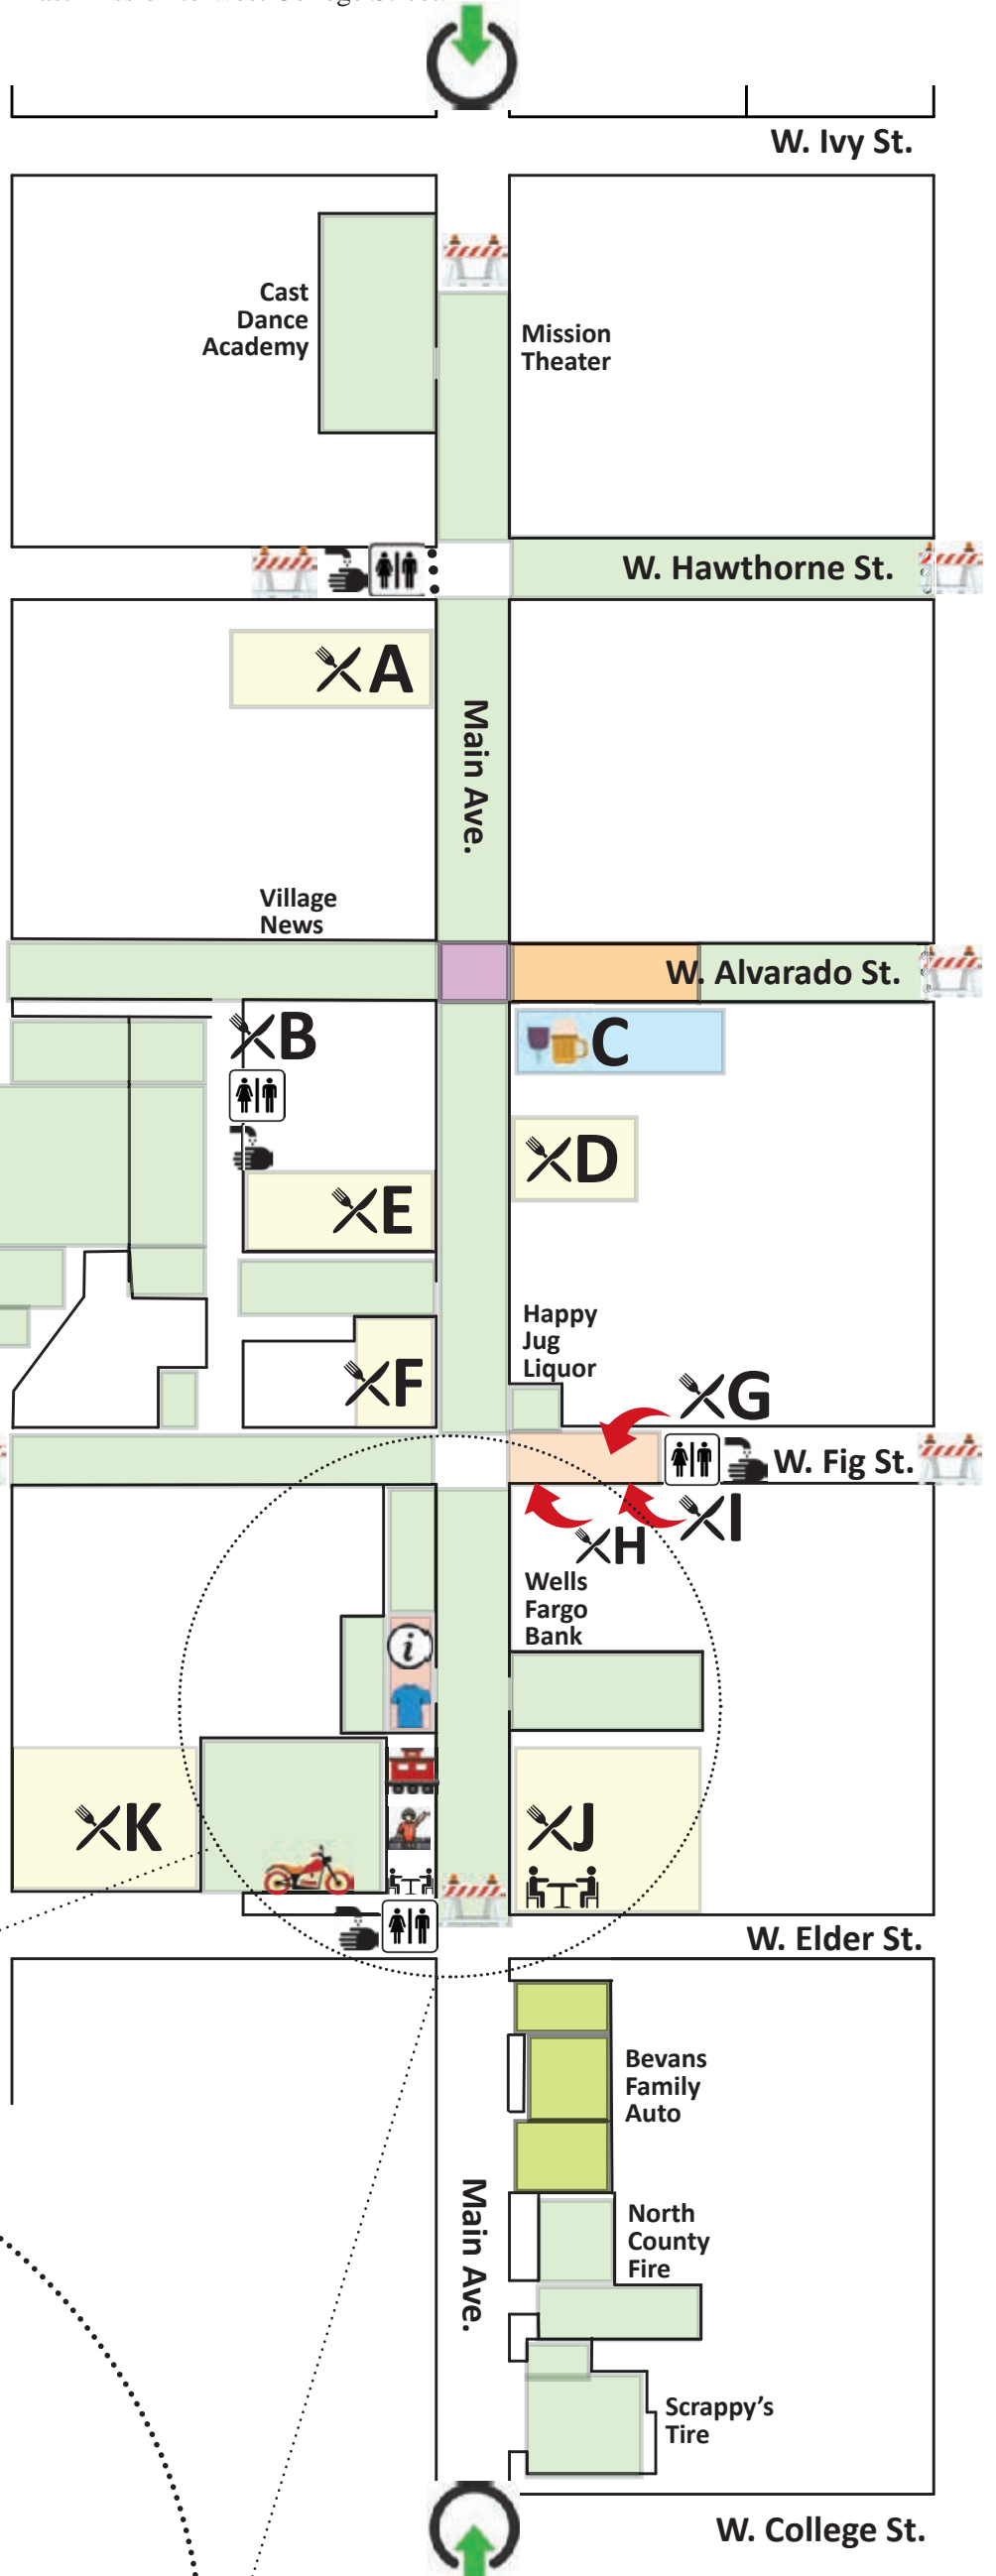 W. Ivy St.
Cast
Dance
Academy
Mission
Theater
W. Hawthorne St.
A
Main Ave.
Village
News
W. Alvarado St.
B
C
D
E
Happy
Jug
Liquor
F
G
W. Fig St.
H
I
Wells
Fargo
Bank
i
K
J
W. Elder St.
Bevans
Family
Auto
Main Ave.
North
County
Fire
Scrappy's
Tire
W. College St.